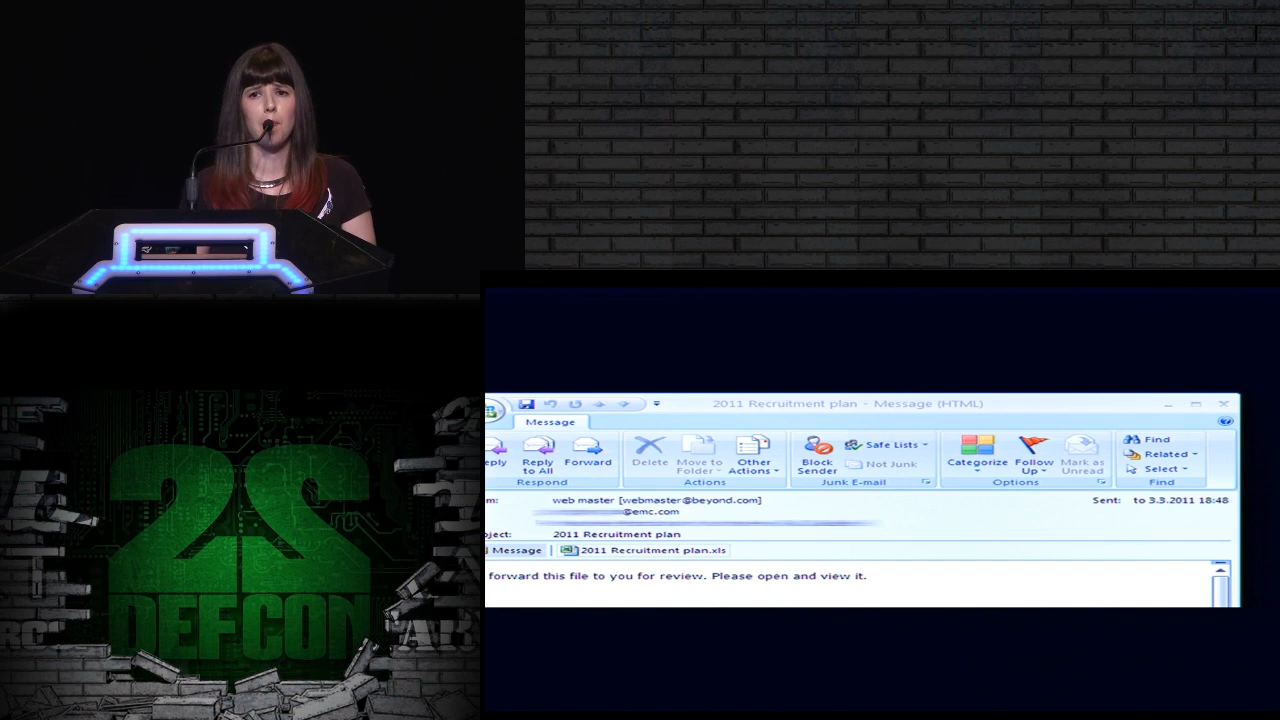 2011 Recruitment plan - Message (HTML)
Message
eply
Reply to All
Forward
Delete
Move to Folder
Other Actions
Block Sender
Safe Lists
Not Junk
Categorize
Follow Up
Mark as Unread
Find
Related
Select
Respond
Actions
Junk E-mail
Options
Find
m: web master [webmaster@beyond.com]
Sent: to 3.3.2011 18:48
@emc.com
oject: 2011 Recruitment plan
Message
2011 Recruitment plan.xls
forward this file to you for review. Please open and view it.
22
DEFCON